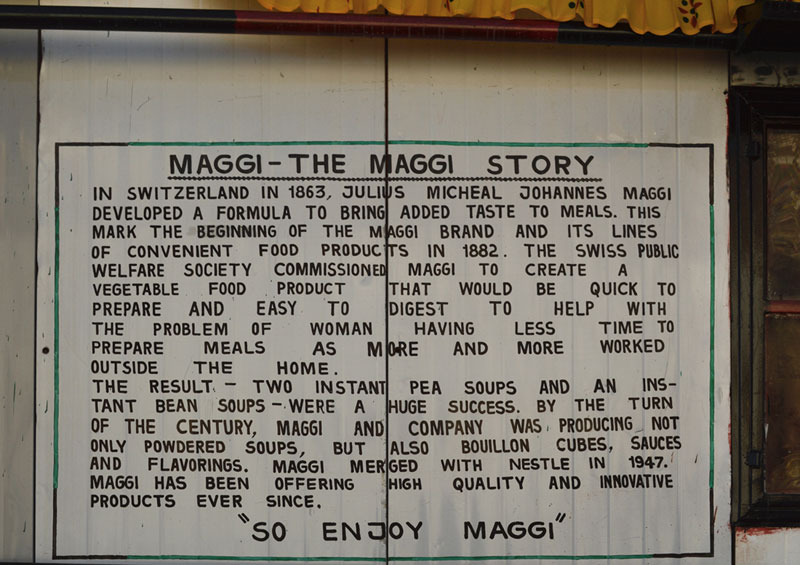 MAGGI - THE MAGGI STORY
IN SWITZERLAND IN 1863, JULIUS MICHEAL JOHANNES MAGGI
DEVELOPED A FORMULA TO BRING ADDED TASTE TO MEALS. THIS
MARK THE BEGINNING OF THE MAGGI BRAND AND ITS LINES
OF CONVENIENT FOOD PRODUCTS IN 1882. THE SWISS PUBLIC
WELFARE SOCIETY COMMISSIONED MAGGI TO CREATE A
VEGETABLE FOOD PRODUCT THAT WOULD BE QUICK TO
PREPARE AND EASY TO DIGEST TO HELP WITH
THE PROBLEM OF WOMAN HAVING LESS TIME TO
PREPARE MEALS AS MORE AND MORE WORKED
OUTSIDE THE HOME.
THE RESULT - TWO INSTANT PEA SOUPS AND AN INS-
TANT BEAN SOUPS - WERE A HUGE SUCCESS. BY THE TURN
OF THE CENTURY, MAGGI AND COMPANY WAS PRODUCING NOT
ONLY POWDERED SOUPS, BUT ALSO BOUILLON CUBES, SAUCES
AND FLAVORINGS. MAGGI MERGED WITH NESTLE IN 1947.
MAGGI HAS BEEN OFFERING HIGH QUALITY AND INNOVATIVE
PRODUCTS EVER SINCE.
"SO ENJOY MAGGI"